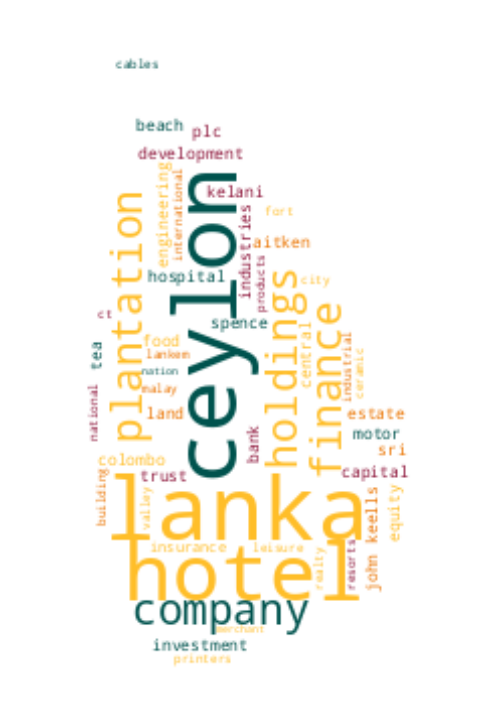 cables
beach
plc
development
engineering
international
ceylon
kelani
plantation
industries
fort
aitken
products
hospital
holdings
city
ct
spence
finance
central
industrial
ceramic
tea
food
lankem
nation
malay
national
land
estate
bank
motor
sri
colombo
trust
capital
building
valley
lanka
john keells
equity
insurance
leisure
realty
resorts
hotel
company
merchant
investment
printers